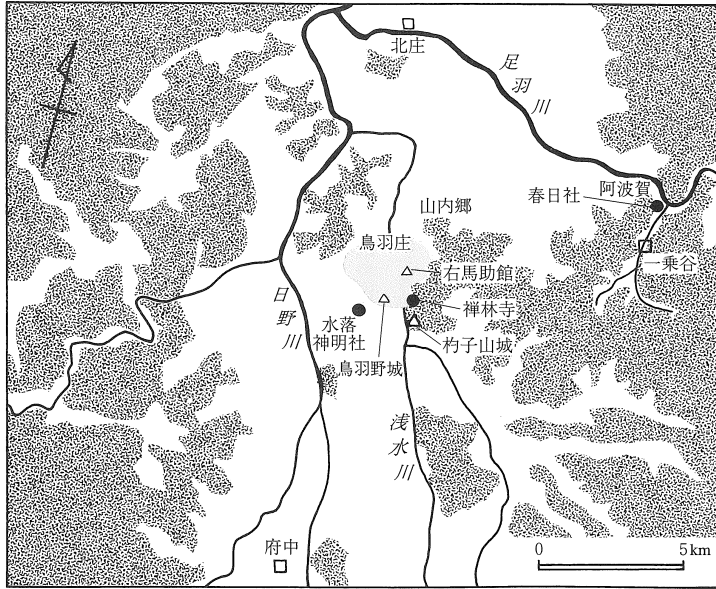 北庄
足羽川
春日社
阿波賀
一乗谷
山内郷
鳥羽庄
右馬助館
禅林寺
杓子山城
水落
神明社
鳥羽野城
日野川
浅水川
府中
0 5km